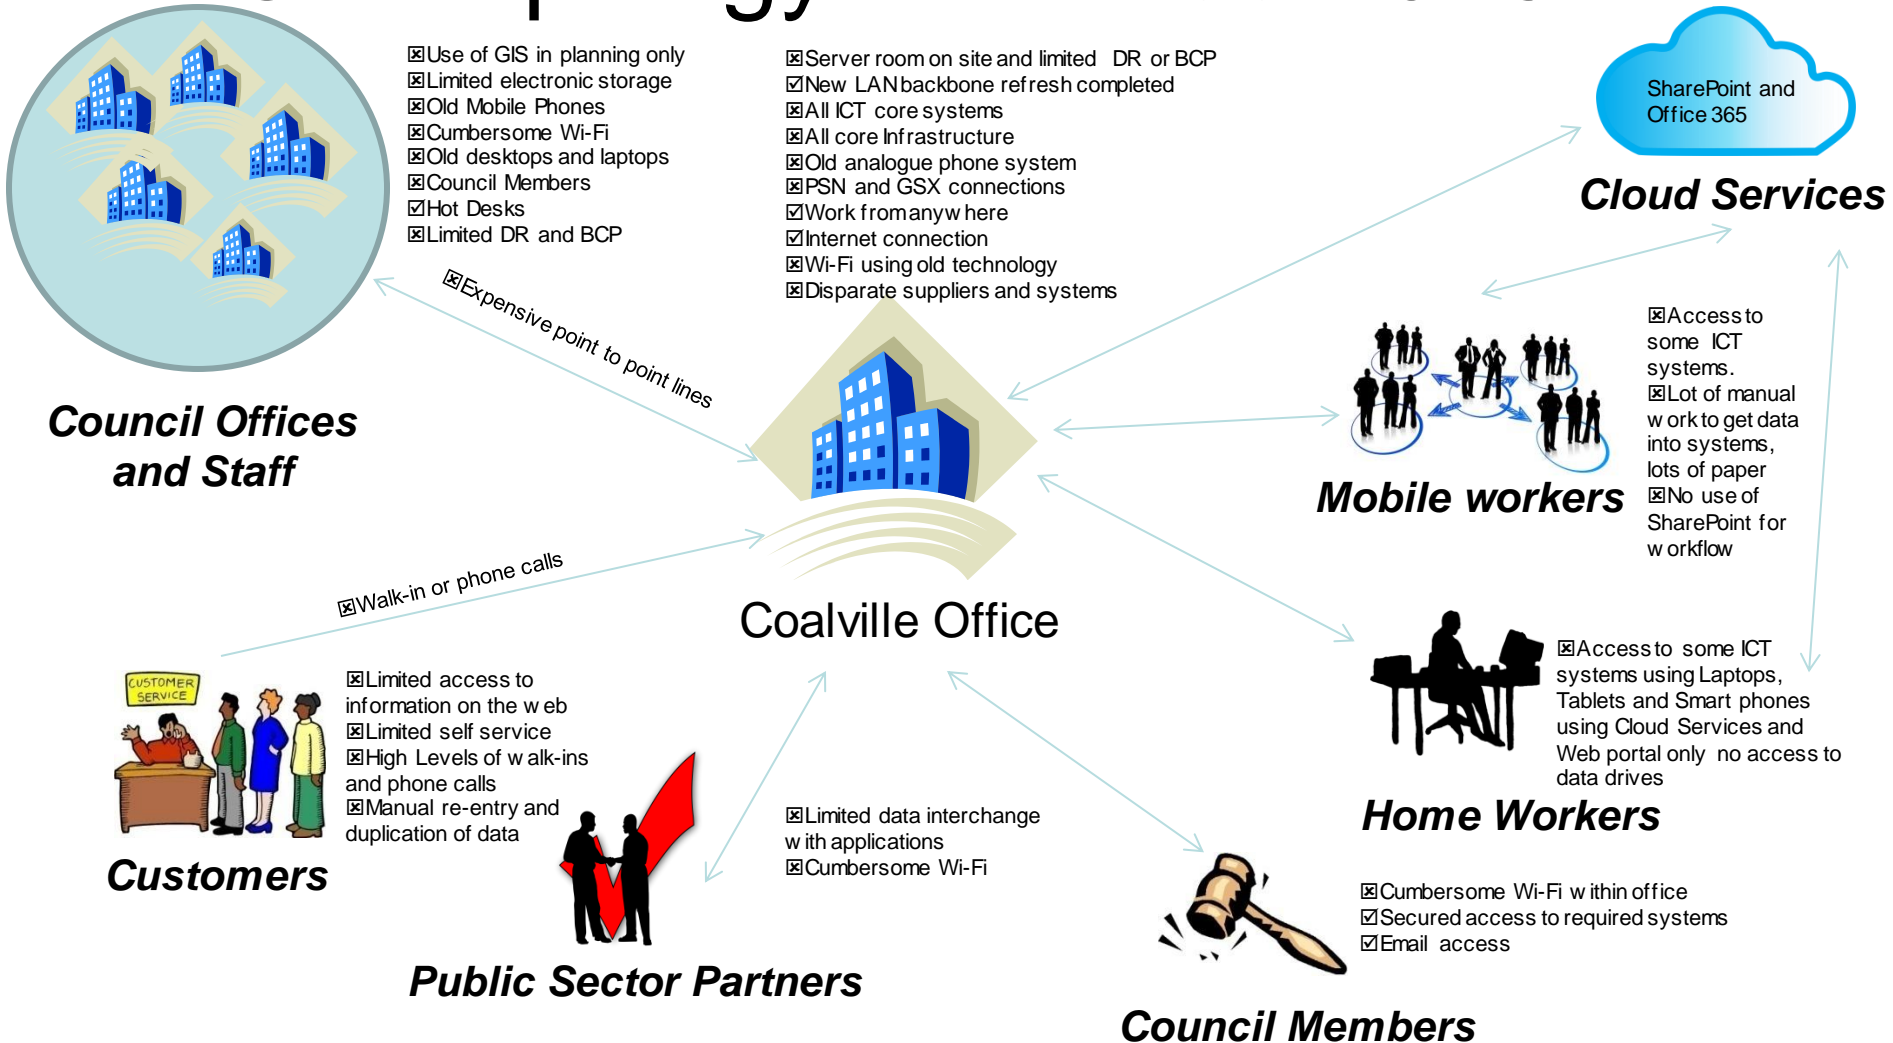 ☒Use of GIS in planning only
☒Limited electronic storage
☒Old Mobile Phones
☒Cumbersome Wi-Fi
☒Old desktops and laptops
☒Council Members
☑Hot Desks
☒Limited DR and BCP
☒Server room on site and limited DR or BCP
☑New LAN backbone refresh completed
☒All ICT core systems
☒All core Infrastructure
☒Old analogue phone system
☒PSN and GSX connections
☑Work from anywhere
☑Internet connection
☒Wi-Fi using old technology
☒Disparate suppliers and systems
SharePoint and
Office 365
Cloud Services
☒Expensive point to point lines
Council Offices
and Staff
☒Access to
some ICT
systems.
☒Lot of manual
work to get data
into systems,
lots of paper
☒No use of
SharePoint for
workflow
Mobile workers
☒Walk-in or phone calls
Coalville Office
CUSTOMER
SERVICE
☒Limited access to
information on the web
☒Limited self service
☒High Levels of walk-ins
and phone calls
☒Manual re-entry and
duplication of data
Customers
☒Access to some ICT
systems using Laptops,
Tablets and Smart phones
using Cloud Services and
Web portal only no access to
data drives
Home Workers
☒Limited data interchange
with applications
☒Cumbersome Wi-Fi
Public Sector Partners
☒Cumbersome Wi-Fi within office
☑Secured access to required systems
☑Email access
Council Members